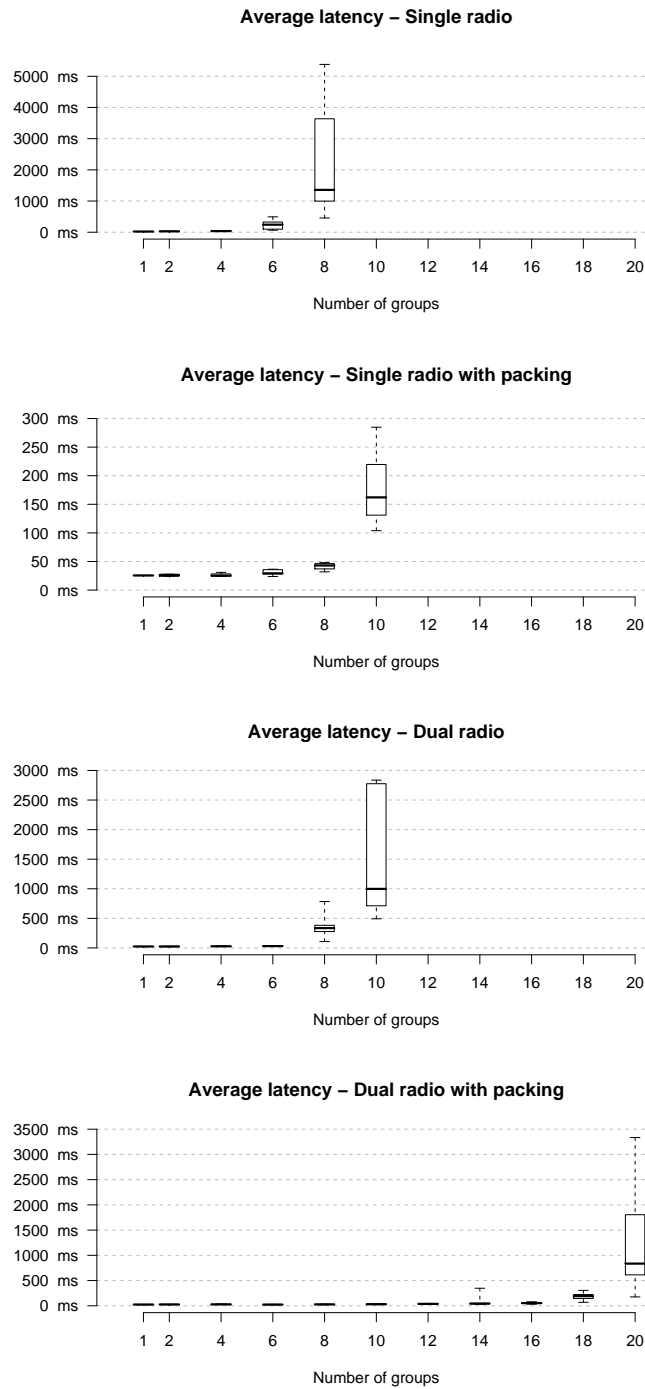 Average latency – Single radio
5000 ms
4000 ms
3000 ms
2000 ms
1000 ms
0 ms
1 2 4 6 8 10 12 14 16 18 20
Number of groups
Average latency – Single radio with packing
300 ms
250 ms
200 ms
150 ms
100 ms
50 ms
0 ms
1 2 4 6 8 10 12 14 16 18 20
Number of groups
Average latency – Dual radio
3000 ms
2500 ms
2000 ms
1500 ms
1000 ms
500 ms
0 ms
1 2 4 6 8 10 12 14 16 18 20
Number of groups
Average latency – Dual radio with packing
3500 ms
3000 ms
2500 ms
2000 ms
1500 ms
1000 ms
500 ms
0 ms
1 2 4 6 8 10 12 14 16 18 20
Number of groups